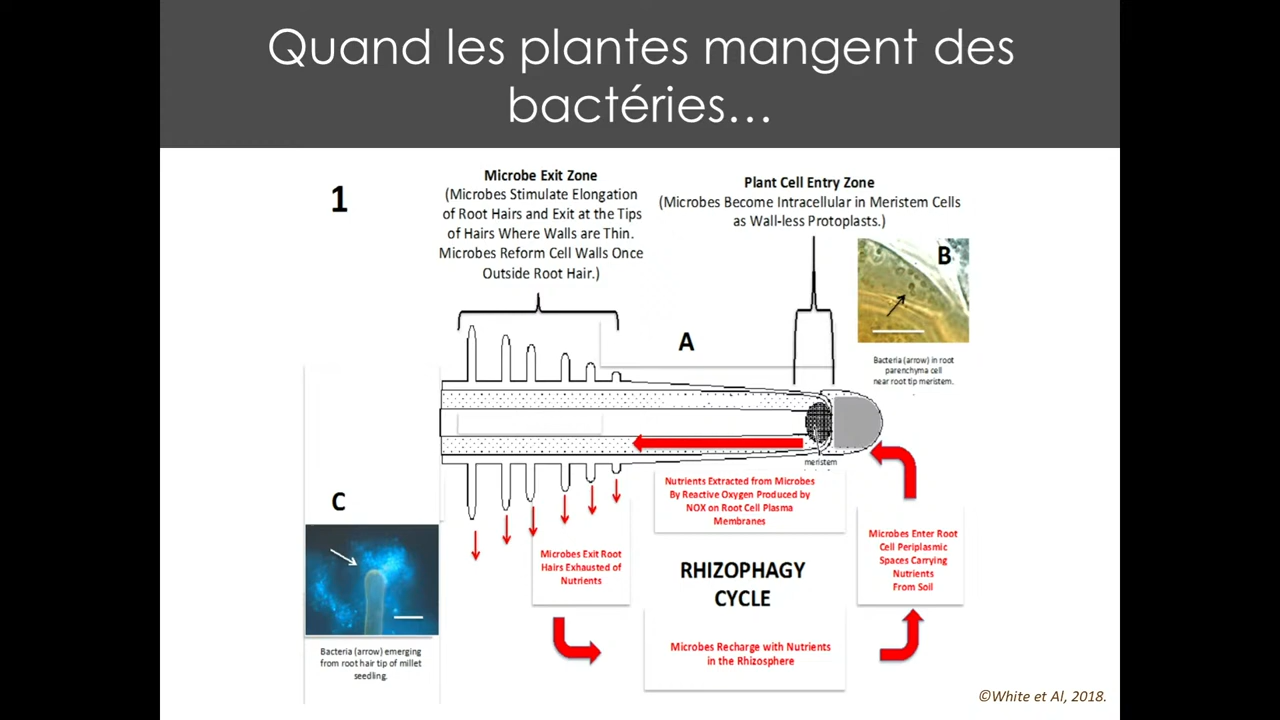 Quand les plantes mangent des
bactéries…
1
Microbe Exit Zone
(Microbes Stimulate Elongation
of Root Hairs and Exit at the Tips
of Hairs Where Walls are Thin.
Microbes Reform Cell Walls Once
Outside Root Hair.)
Plant Cell Entry Zone
(Microbes Become Intracellular in Meristem Cells
as Wall-less Protoplasts.)
B
Bacteria (arrow) in root
parenchyma cell
near root tip meristem.
A
meristem
Nutrients Extracted from Microbes
By Reactive Oxygen Produced by
NOX on Root Cell Plasma
Membranes
Microbes Enter Root
Cell Periplasmic
Spaces Carrying
Nutrients
From Soil
Microbes Exit Root
Hairs Exhausted of
Nutrients
RHIZOPHAGY
CYCLE
Microbes Recharge with Nutrients
in the Rhizosphere
C
Bacteria (arrow) emerging
from root hair tip of millet
seedling.
©White et Al, 2018.